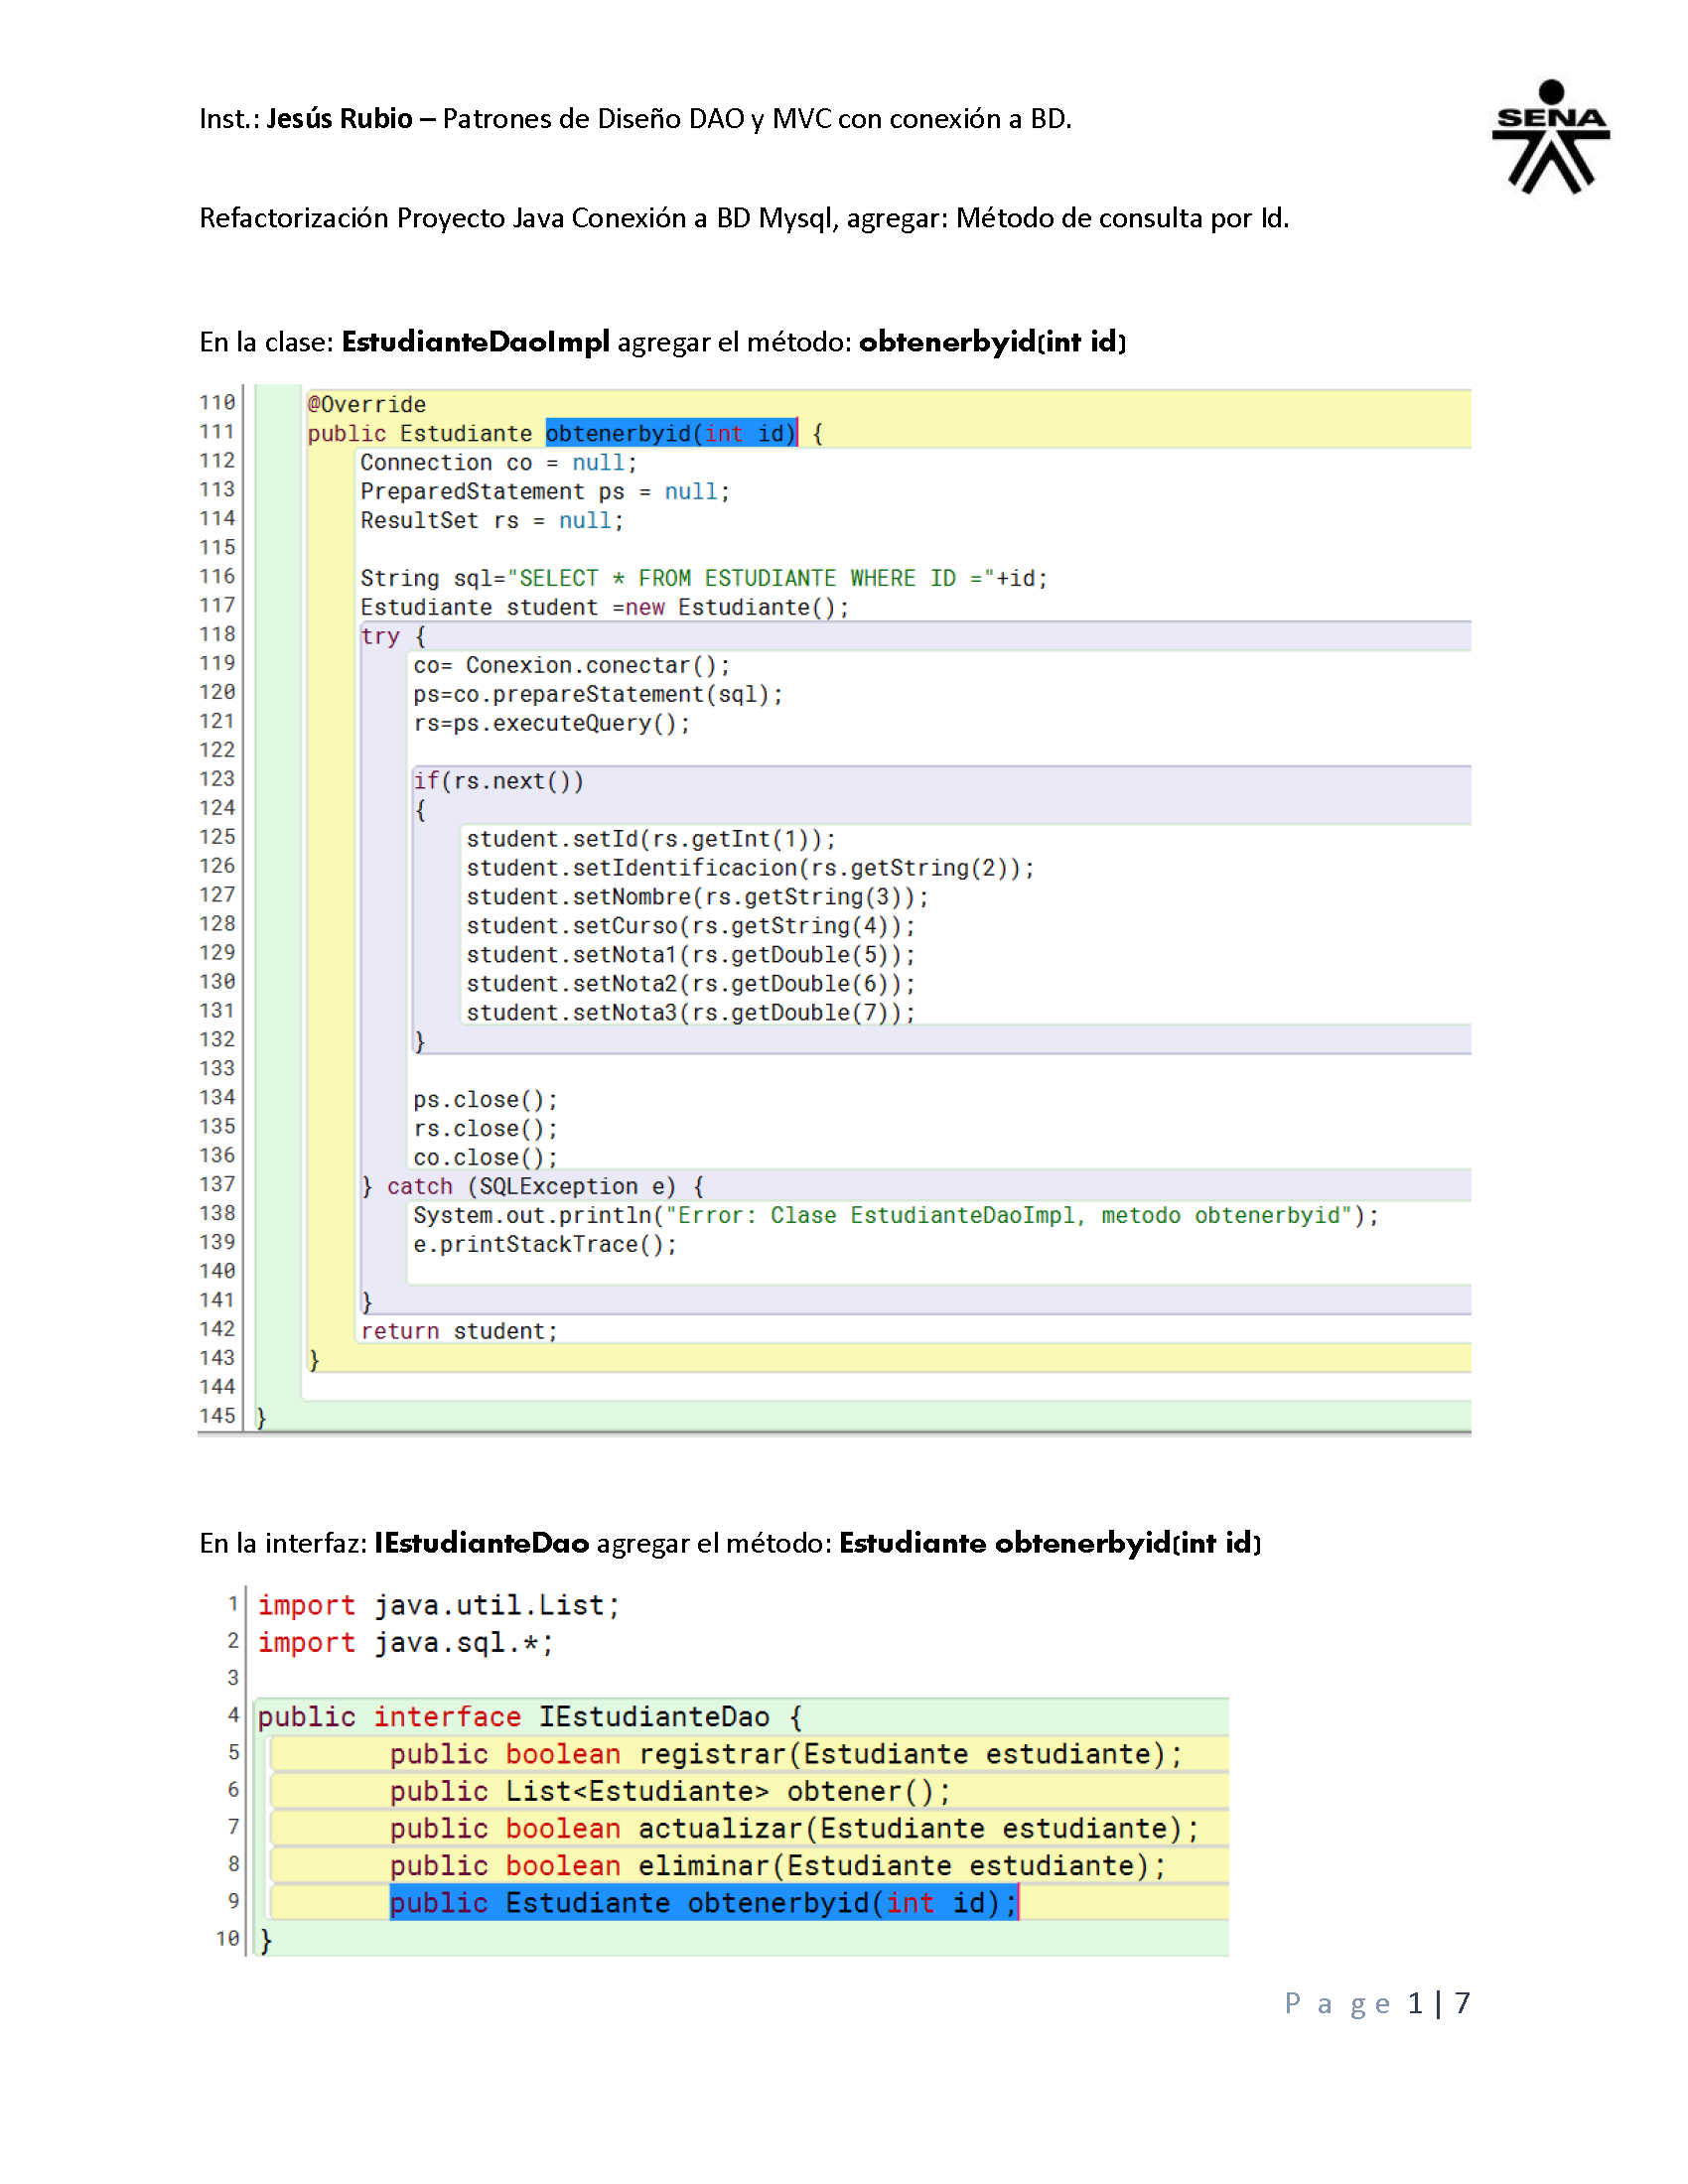 Inst.: Jesús Rubio – Patrones de Diseño DAO y MVC con conexión a BD.
SENA
Refactorización Proyecto Java Conexión a BD Mysql, agregar: Método de consulta por Id.
En la clase: EstudianteDaoImpl agregar el método: obtenerbyid(int id)
110 @Override
111 public Estudiante obtenerbyid(int id) {
112 Connection co = null;
113 PreparedStatement ps = null;
114 ResultSet rs = null;
115
116 String sql="SELECT * FROM ESTUDIANTE WHERE ID ="+id;
117 Estudiante student =new Estudiante();
118 try {
119 co= Conexion.conectar();
120 ps=co.prepareStatement(sql);
121 rs=ps.executeQuery();
122
123 if(rs.next())
124 {
125 student.setId(rs.getInt(1));
126 student.setIdentificacion(rs.getString(2));
127 student.setNombre(rs.getString(3));
128 student.setCurso(rs.getString(4));
129 student.setNota1(rs.getDouble(5));
130 student.setNota2(rs.getDouble(6));
131 student.setNota3(rs.getDouble(7));
132 }
133
134 ps.close();
135 rs.close();
136 co.close();
137 } catch (SQLException e) {
138 System.out.println("Error: Clase EstudianteDaoImpl, metodo obtenerbyid");
139 e.printStackTrace();
140
141 }
142 return student;
143 }
144
145 }
En la interfaz: IEstudianteDao agregar el método: Estudiante obtenerbyid(int id)
1 import java.util.List;
2 import java.sql.*;
3
4 public interface IEstudianteDao {
5 public boolean registrar(Estudiante estudiante);
6 public List<Estudiante> obtener();
7 public boolean actualizar(Estudiante estudiante);
8 public boolean eliminar(Estudiante estudiante);
9 public Estudiante obtenerbyid(int id);
10 }
Page 1 | 7